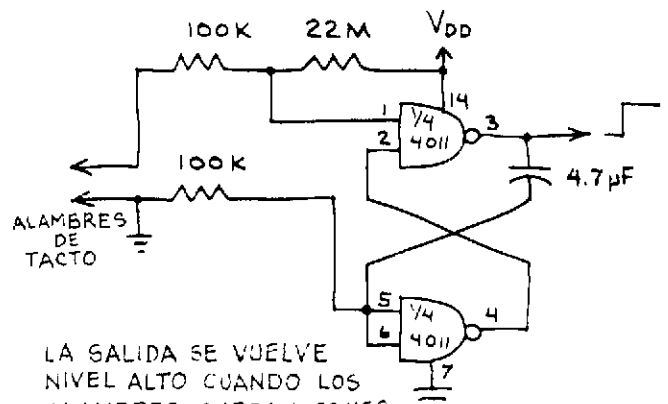 100K
22M
VDD
14
1
1/4
4011
3
2
4.7µF
100K
ALAMBRES
DE
TACTO
5
1/4
4011
4
6
7
LA SALIDA SE VUELVE
NIVEL ALTO CUANDO LOS